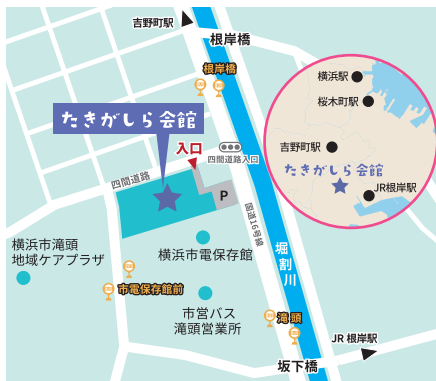 吉野町駅
根岸橋
根岸橋
たきがしら会館
入口
四間道路入口
四間道路
P
国道16号線
横浜市電保存館
堀割川
横浜市滝頭
地域ケアプラザ
市電保存館前
市営バス
滝頭営業所
滝頭
JR 根岸駅
坂下橋
横浜駅
桜木町駅
吉野町駅
たきがしら会館
JR根岸駅